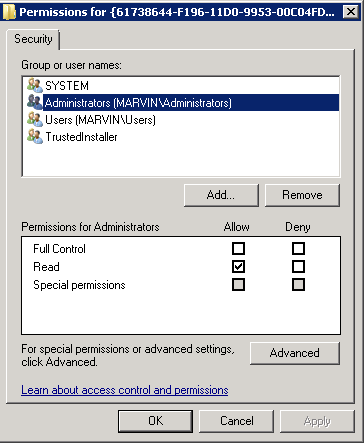 Permissions for {61738644-F196-11D0-9953-00C04FD...
Security
Group or user names:
SYSTEM
Administrators (MARVIN\Administrators)
Users (MARVIN\Users)
TrustedInstaller
Add...
Remove
Permissions for Administrators
Allow
Deny
Full Control
Read
Special permissions
For special permissions or advanced settings,
click Advanced.
Advanced
Learn about access control and permissions
OK
Cancel
Apply